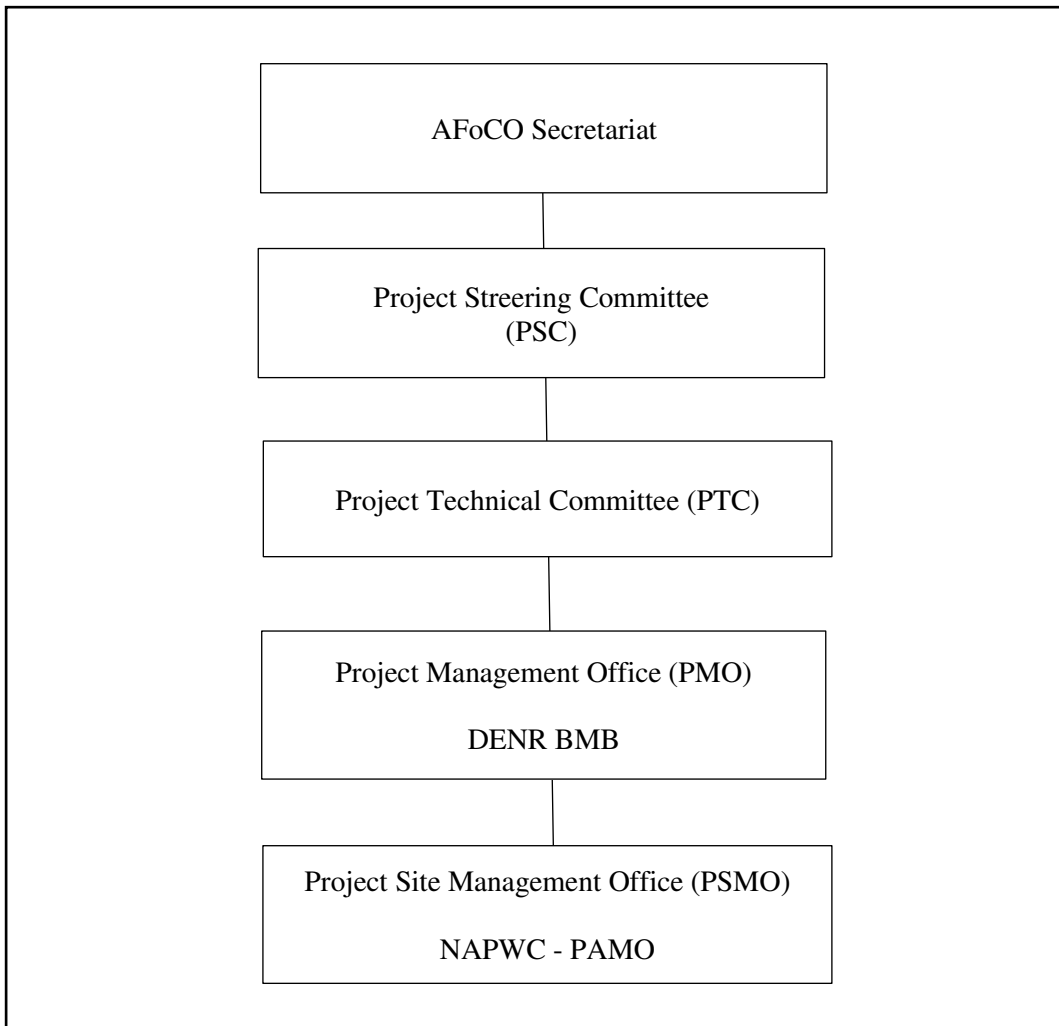 AFoCO Secretariat
Project Streering Committee
(PSC)
Project Technical Committee (PTC)
Project Management Office (PMO)
DENR BMB
Project Site Management Office (PSMO)
NAPWC - PAMO